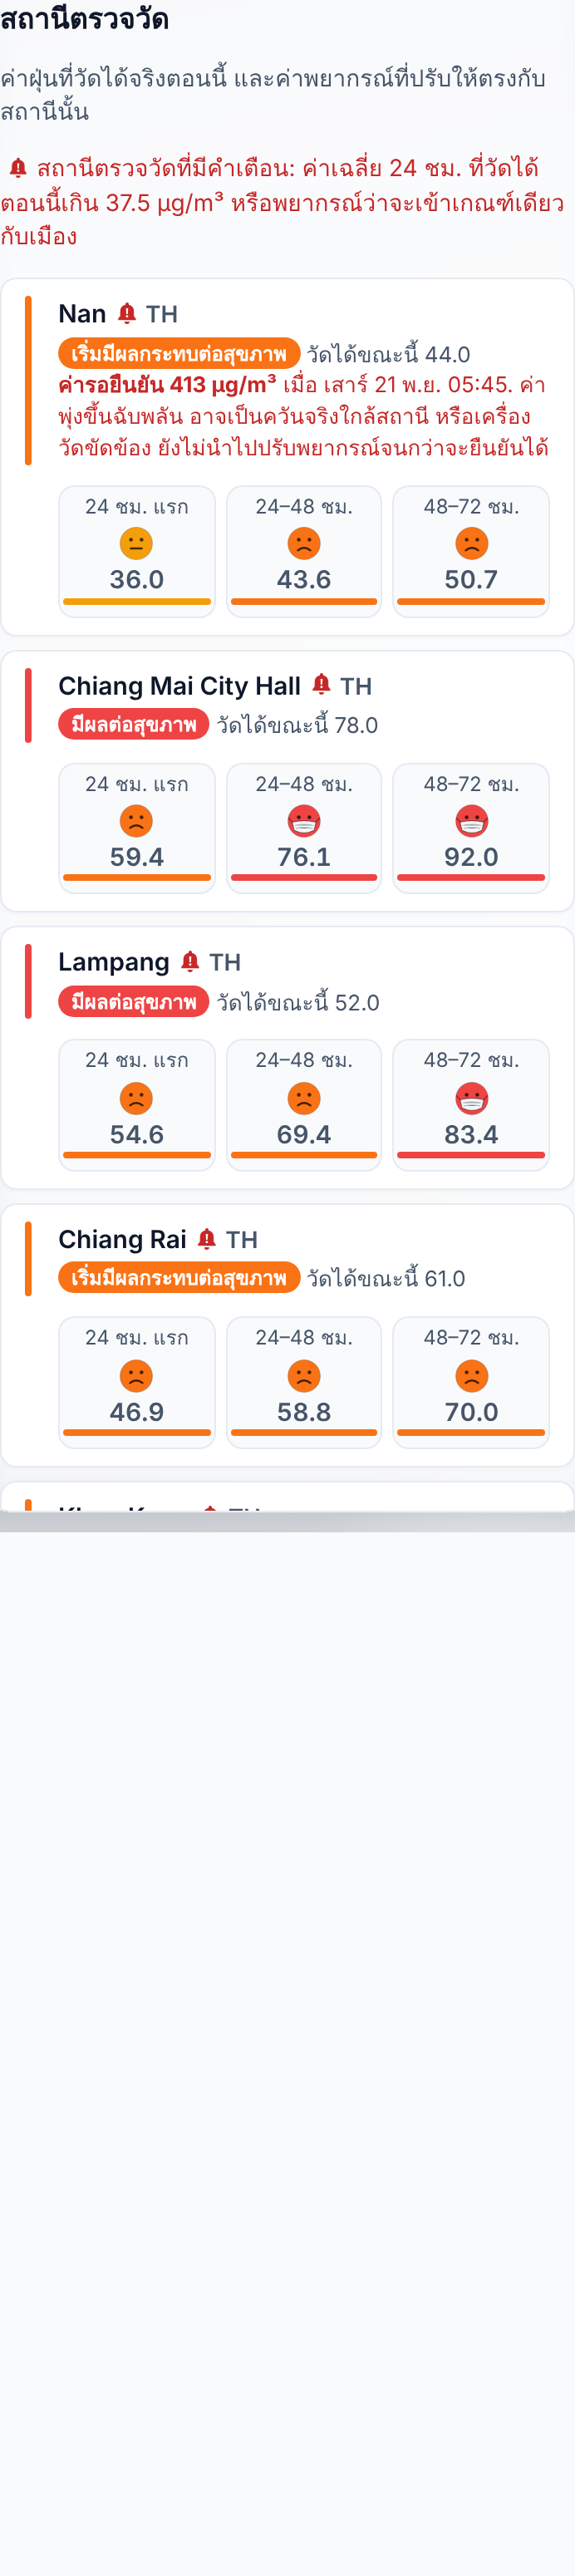 สถานีตรวจวัด
ค่าฝุ่นที่วัดได้จริงตอนนี้ และค่าพยากรณ์ที่ปรับให้ตรงกับ
สถานีนั้น
สถานีตรวจวัดที่มีคำเตือน: ค่าเฉลี่ย 24 ชม. ที่วัดได้
ตอนนี้เกิน 37.5 µg/m³ หรือพยากรณ์ว่าจะเข้าเกณฑ์เดียว
กับเมือง
Nan TH
เริ่มมีผลกระทบต่อสุขภาพ วัดได้ขณะนี้ 44.0
ค่ารอยืนยัน 413 µg/m³ เมื่อ เสาร์ 21 พ.ย. 05:45. ค่า
พุ่งขึ้นฉับพลัน อาจเป็นควันจริงใกล้สถานี หรือเครื่อง
วัดขัดข้อง ยังไม่นำไปปรับพยากรณ์จนกว่าจะยืนยันได้
24 ชม. แรก 24–48 ชม. 48–72 ชม.
36.0 43.6 50.7
Chiang Mai City Hall TH
มีผลต่อสุขภาพ วัดได้ขณะนี้ 78.0
24 ชม. แรก 24–48 ชม. 48–72 ชม.
59.4 76.1 92.0
Lampang TH
มีผลต่อสุขภาพ วัดได้ขณะนี้ 52.0
24 ชม. แรก 24–48 ชม. 48–72 ชม.
54.6 69.4 83.4
Chiang Rai TH
เริ่มมีผลกระทบต่อสุขภาพ วัดได้ขณะนี้ 61.0
24 ชม. แรก 24–48 ชม. 48–72 ชม.
46.9 58.8 70.0